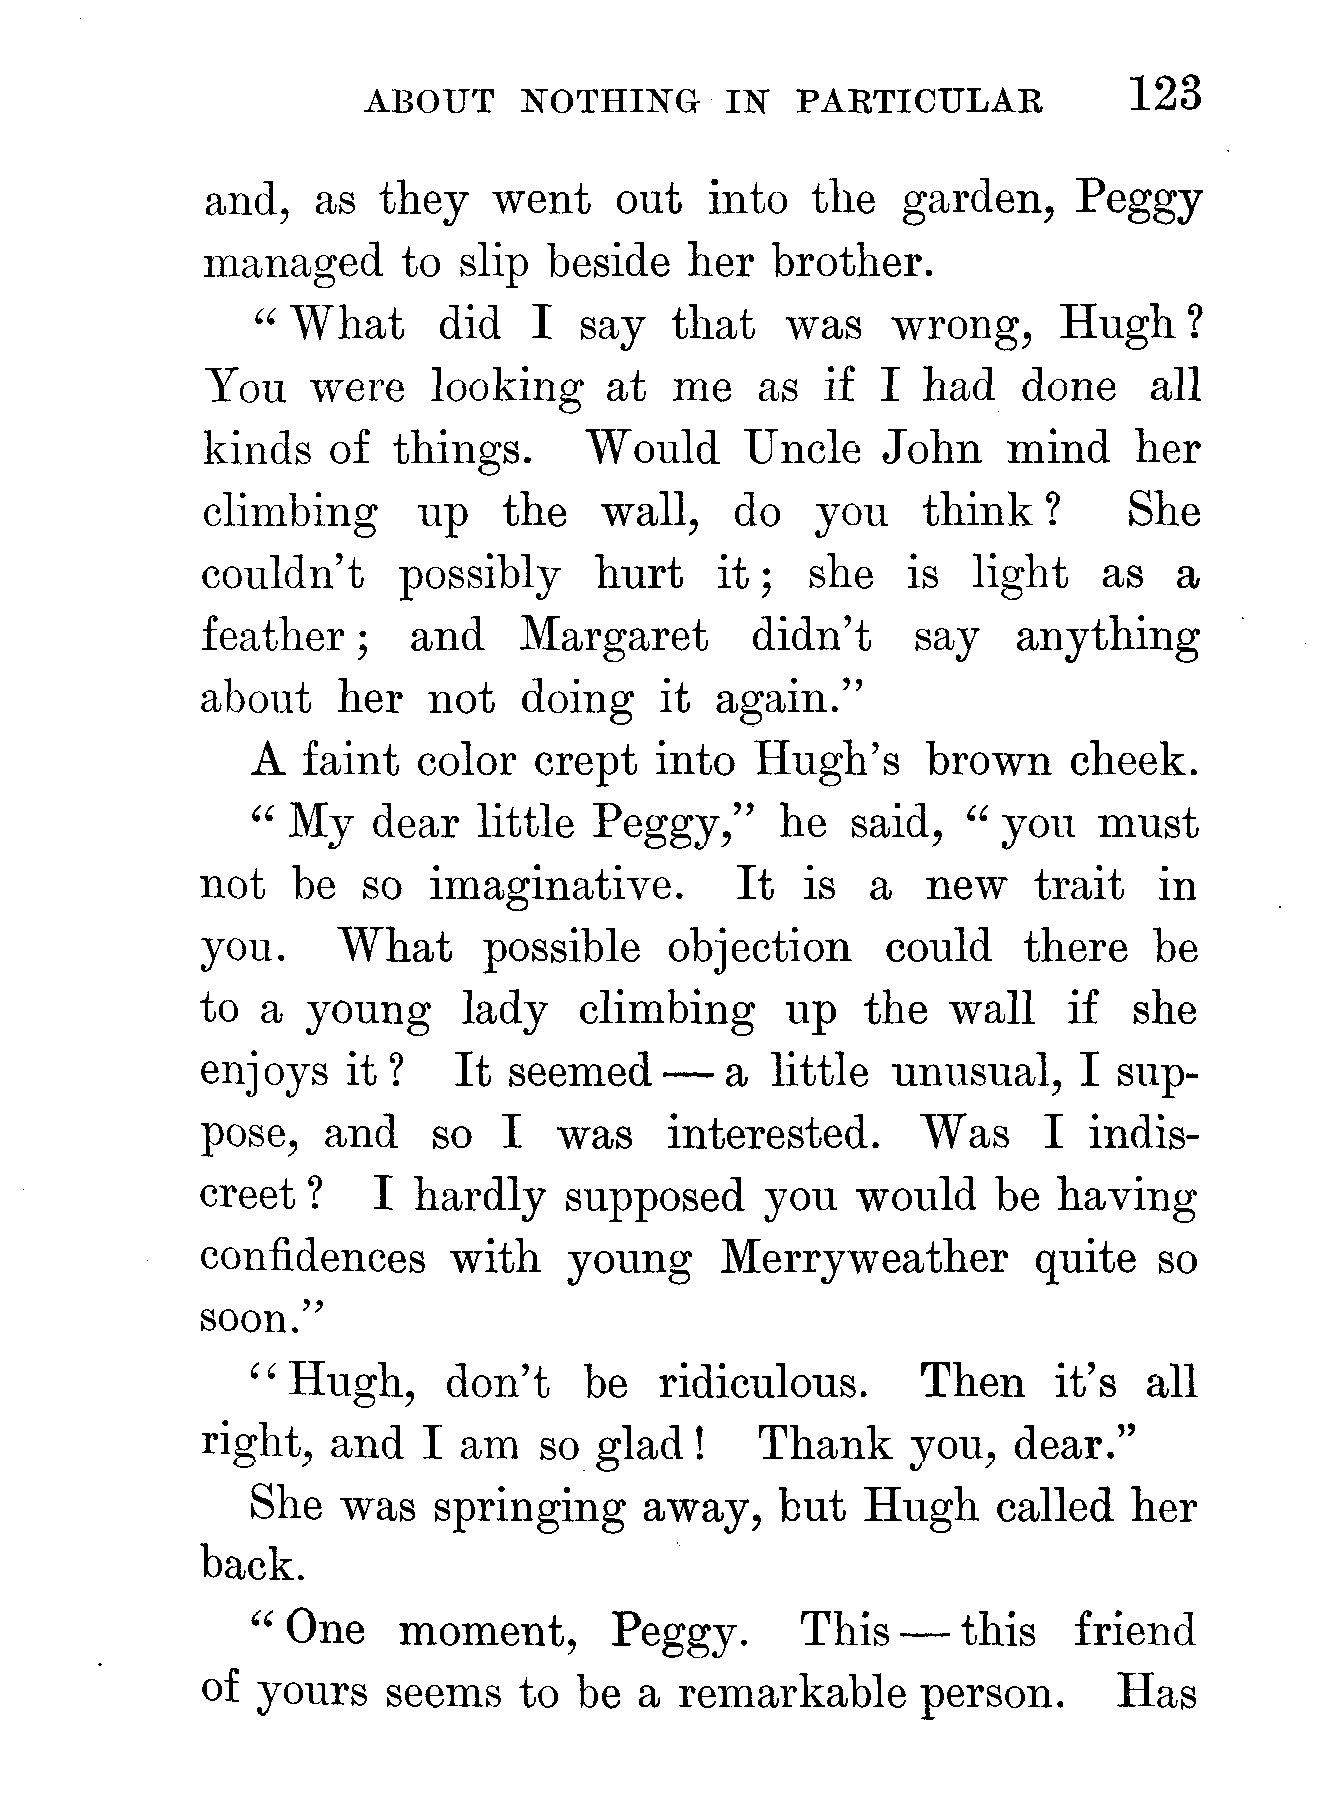 ABOUT NOTHING IN PARTICULAR 123
and, as they went out into the garden, Peggy
managed to slip beside her brother.
“ What did I say that was wrong, Hugh ?
You were looking at me as if I had done all
kinds of things. Would Uncle John mind her
climbing up the wall, do you think ? She
couldn’t possibly hurt it ; she is light as a
feather ; and Margaret didn’t say anything
about her not doing it again.”
A faint color crept into Hugh’s brown cheek.
“ My dear little Peggy,” he said, “ you must
not be so imaginative. It is a new trait in
you. What possible objection could there be
to a young lady climbing up the wall if she
enjoys it ? It seemed — a little unusual, I sup-
pose, and so I was interested. Was I indis-
creet ? I hardly supposed you would be having
confidences with young Merryweather quite so
soon.”
“ Hugh, don’t be ridiculous. Then it’s all
right, and I am so glad ! Thank you, dear.”
She was springing away, but Hugh called her
back.
“ One moment, Peggy. This — this friend
of yours seems to be a remarkable person. Has